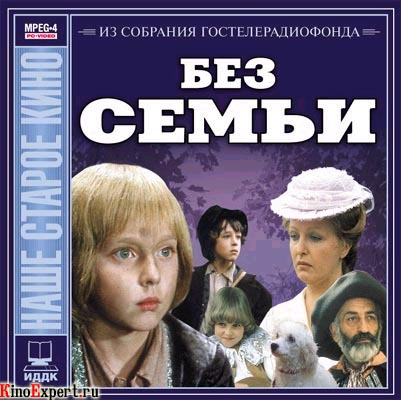 MPEG-4
PC-VIDEO
ИЗ СОБРАНИЯ ГОСТЕЛЕРАДИОФОНДА
БЕЗ
СЕМЬИ
НАШЕ СТАРОЕ КИНО
ИДДК
KinoExpert.ru